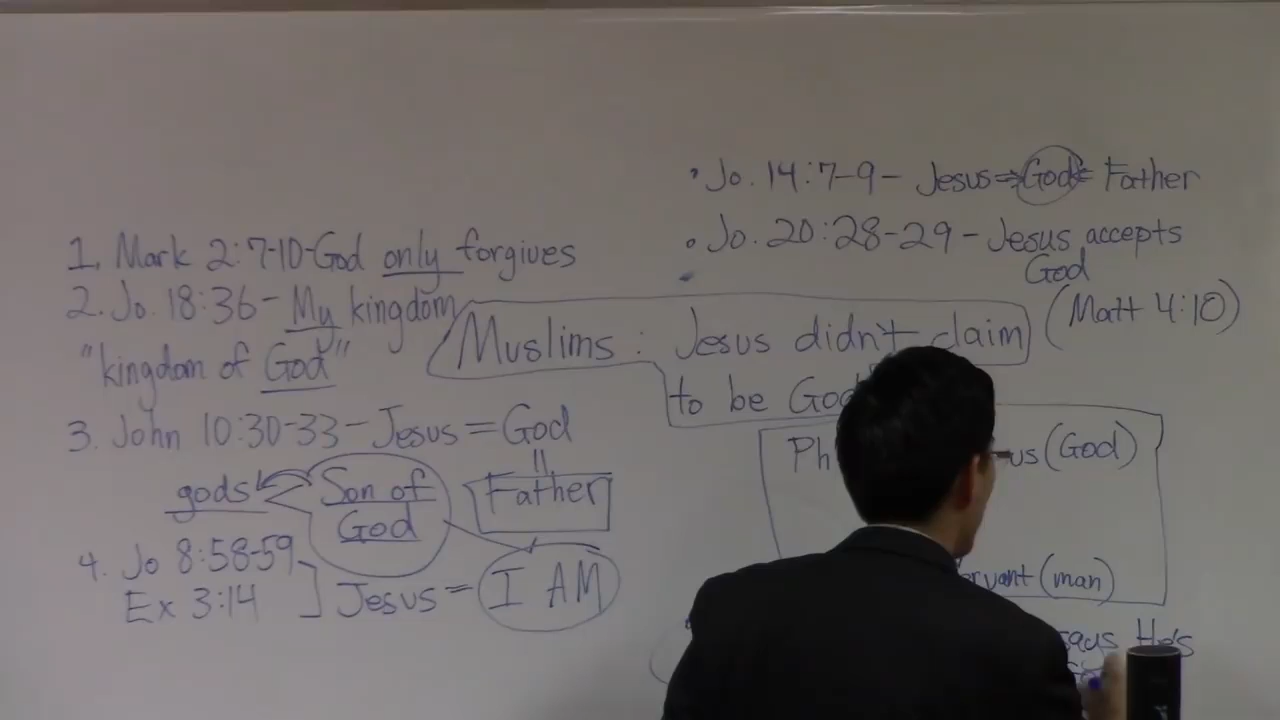 • Jo. 14:7-9 - Jesus ⇒ God ⇐ Father
• Jo. 20:28-29 - Jesus accepts
God
(Matt 4:10)
1. Mark 2:7-10-God only forgives
2. Jo. 18:36 - My kingdom
"kingdom of God"
Muslims: Jesus didn't claim
to be God
3. John 10:30-33 - Jesus = God
=
Father
gods
Son of
God
4. Jo 8:58-59
Ex 3:14
Jesus = I AM
Ph
us (God)
(man)
says He's